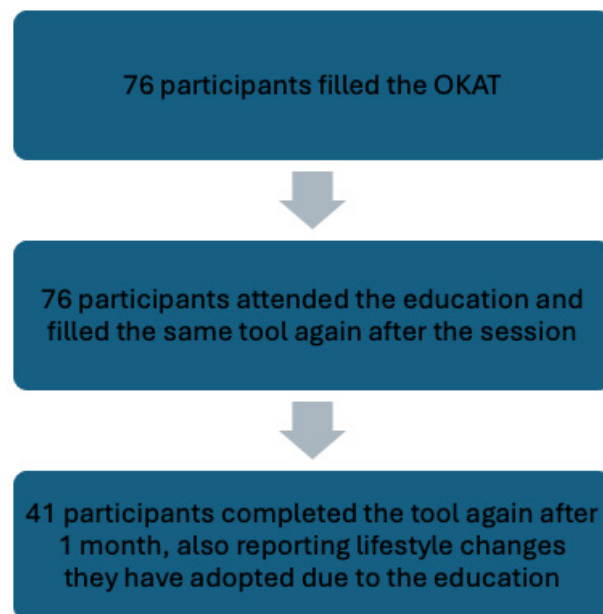 76 participants filled the OKAT
76 participants attended the education and
filled the same tool again after the session
41 participants completed the tool again after
1 month, also reporting lifestyle changes
they have adopted due to the education